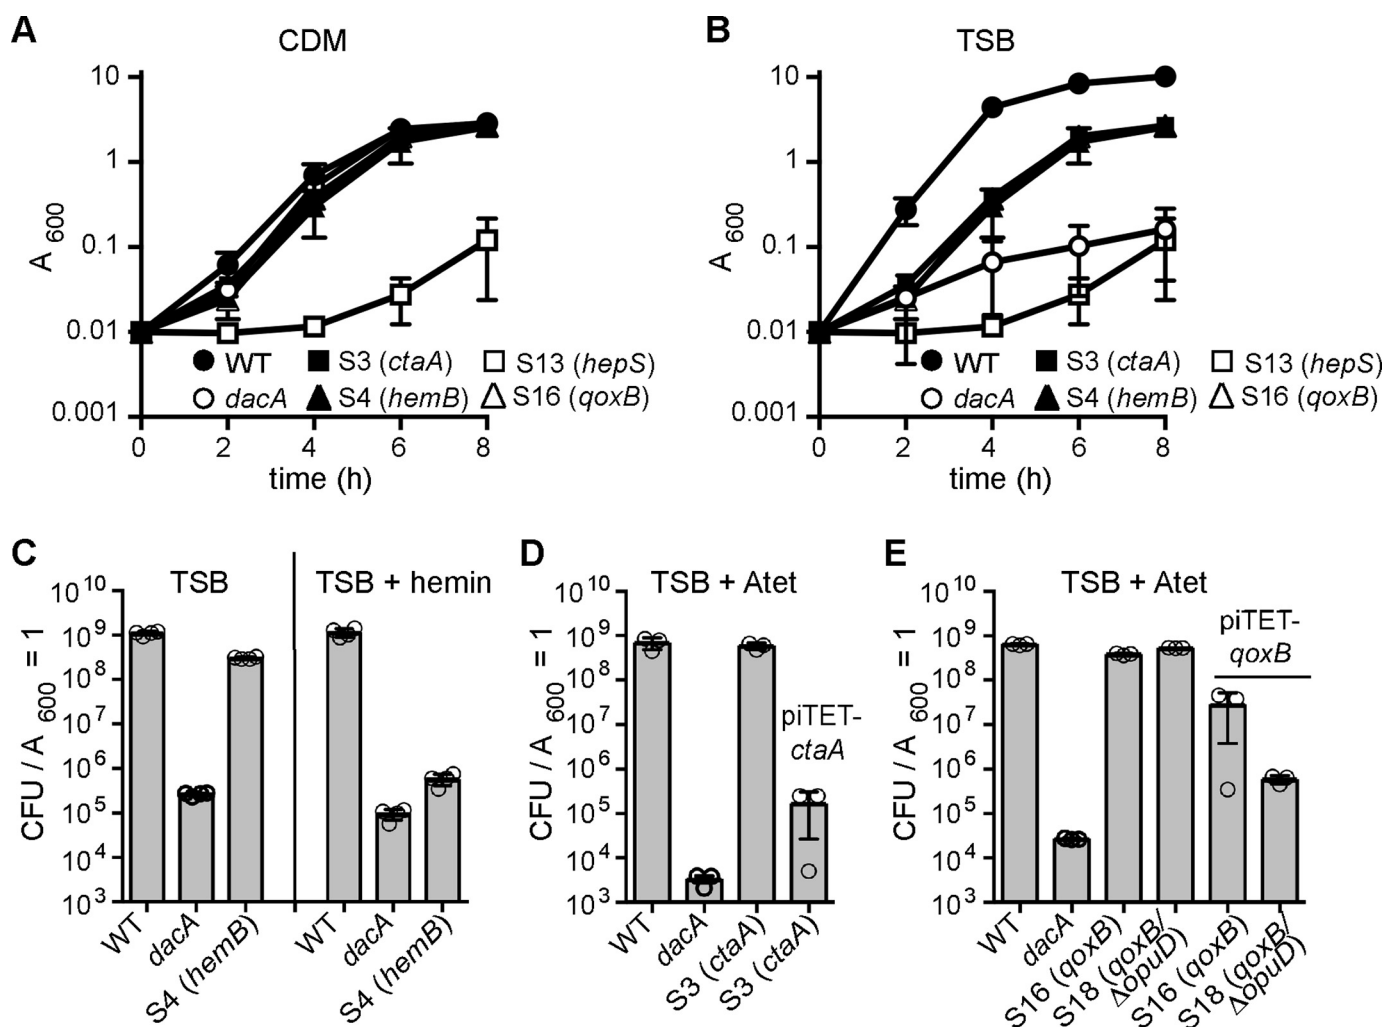 A
CDM
A 600
10
1
0.1
0.01
0.001
WT
S3 (ctaA)
S13 (hepS)
dacA
S4 (hemB)
S16 (qoxB)
0 2 4 6 8
time (h)
B
TSB
A 600
10
1
0.1
0.01
0.001
WT
S3 (ctaA)
S13 (hepS)
dacA
S4 (hemB)
S16 (qoxB)
0 2 4 6 8
time (h)
C
TSB
TSB + hemin
CFU / A 600 = 1
10^10
10^9
10^8
10^7
10^6
10^5
10^4
10^3
WT
dacA
S4 (hemB)
WT
dacA
S4 (hemB)
D
TSB + Atet
CFU / A 600 = 1
10^10
10^9
10^8
10^7
10^6
10^5
10^4
10^3
piTET-
ctaA
WT
dacA
S3 (ctaA)
S3 (ctaA)
E
TSB + Atet
CFU / A 600 = 1
10^10
10^9
10^8
10^7
10^6
10^5
10^4
10^3
piTET-
qoxB
WT
dacA
S16 (qoxB)
S18 (qoxB/
ΔopuD)
S16 (qoxB)
S18 (qoxB/
ΔopuD)